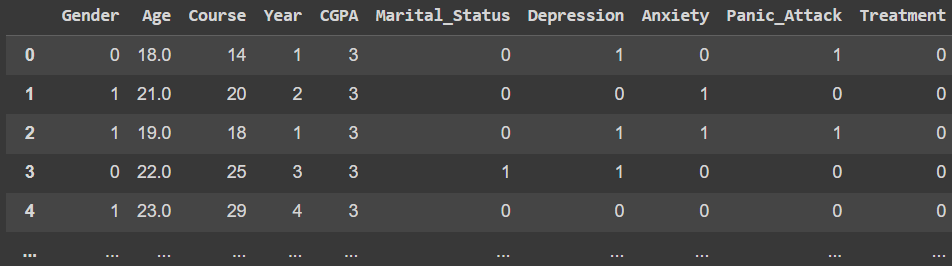 Gender Age Course Year CGPA Marital_Status Depression Anxiety Panic_Attack Treatment
0 0 18.0 14 1 3 0 1 0 1 0
1 1 21.0 20 2 3 0 0 1 0 0
2 1 19.0 18 1 3 0 1 1 1 0
3 0 22.0 25 3 3 1 1 0 0 0
4 1 23.0 29 4 3 0 0 0 0 0
... ... ... ... ... ... ... ... ... ... ...